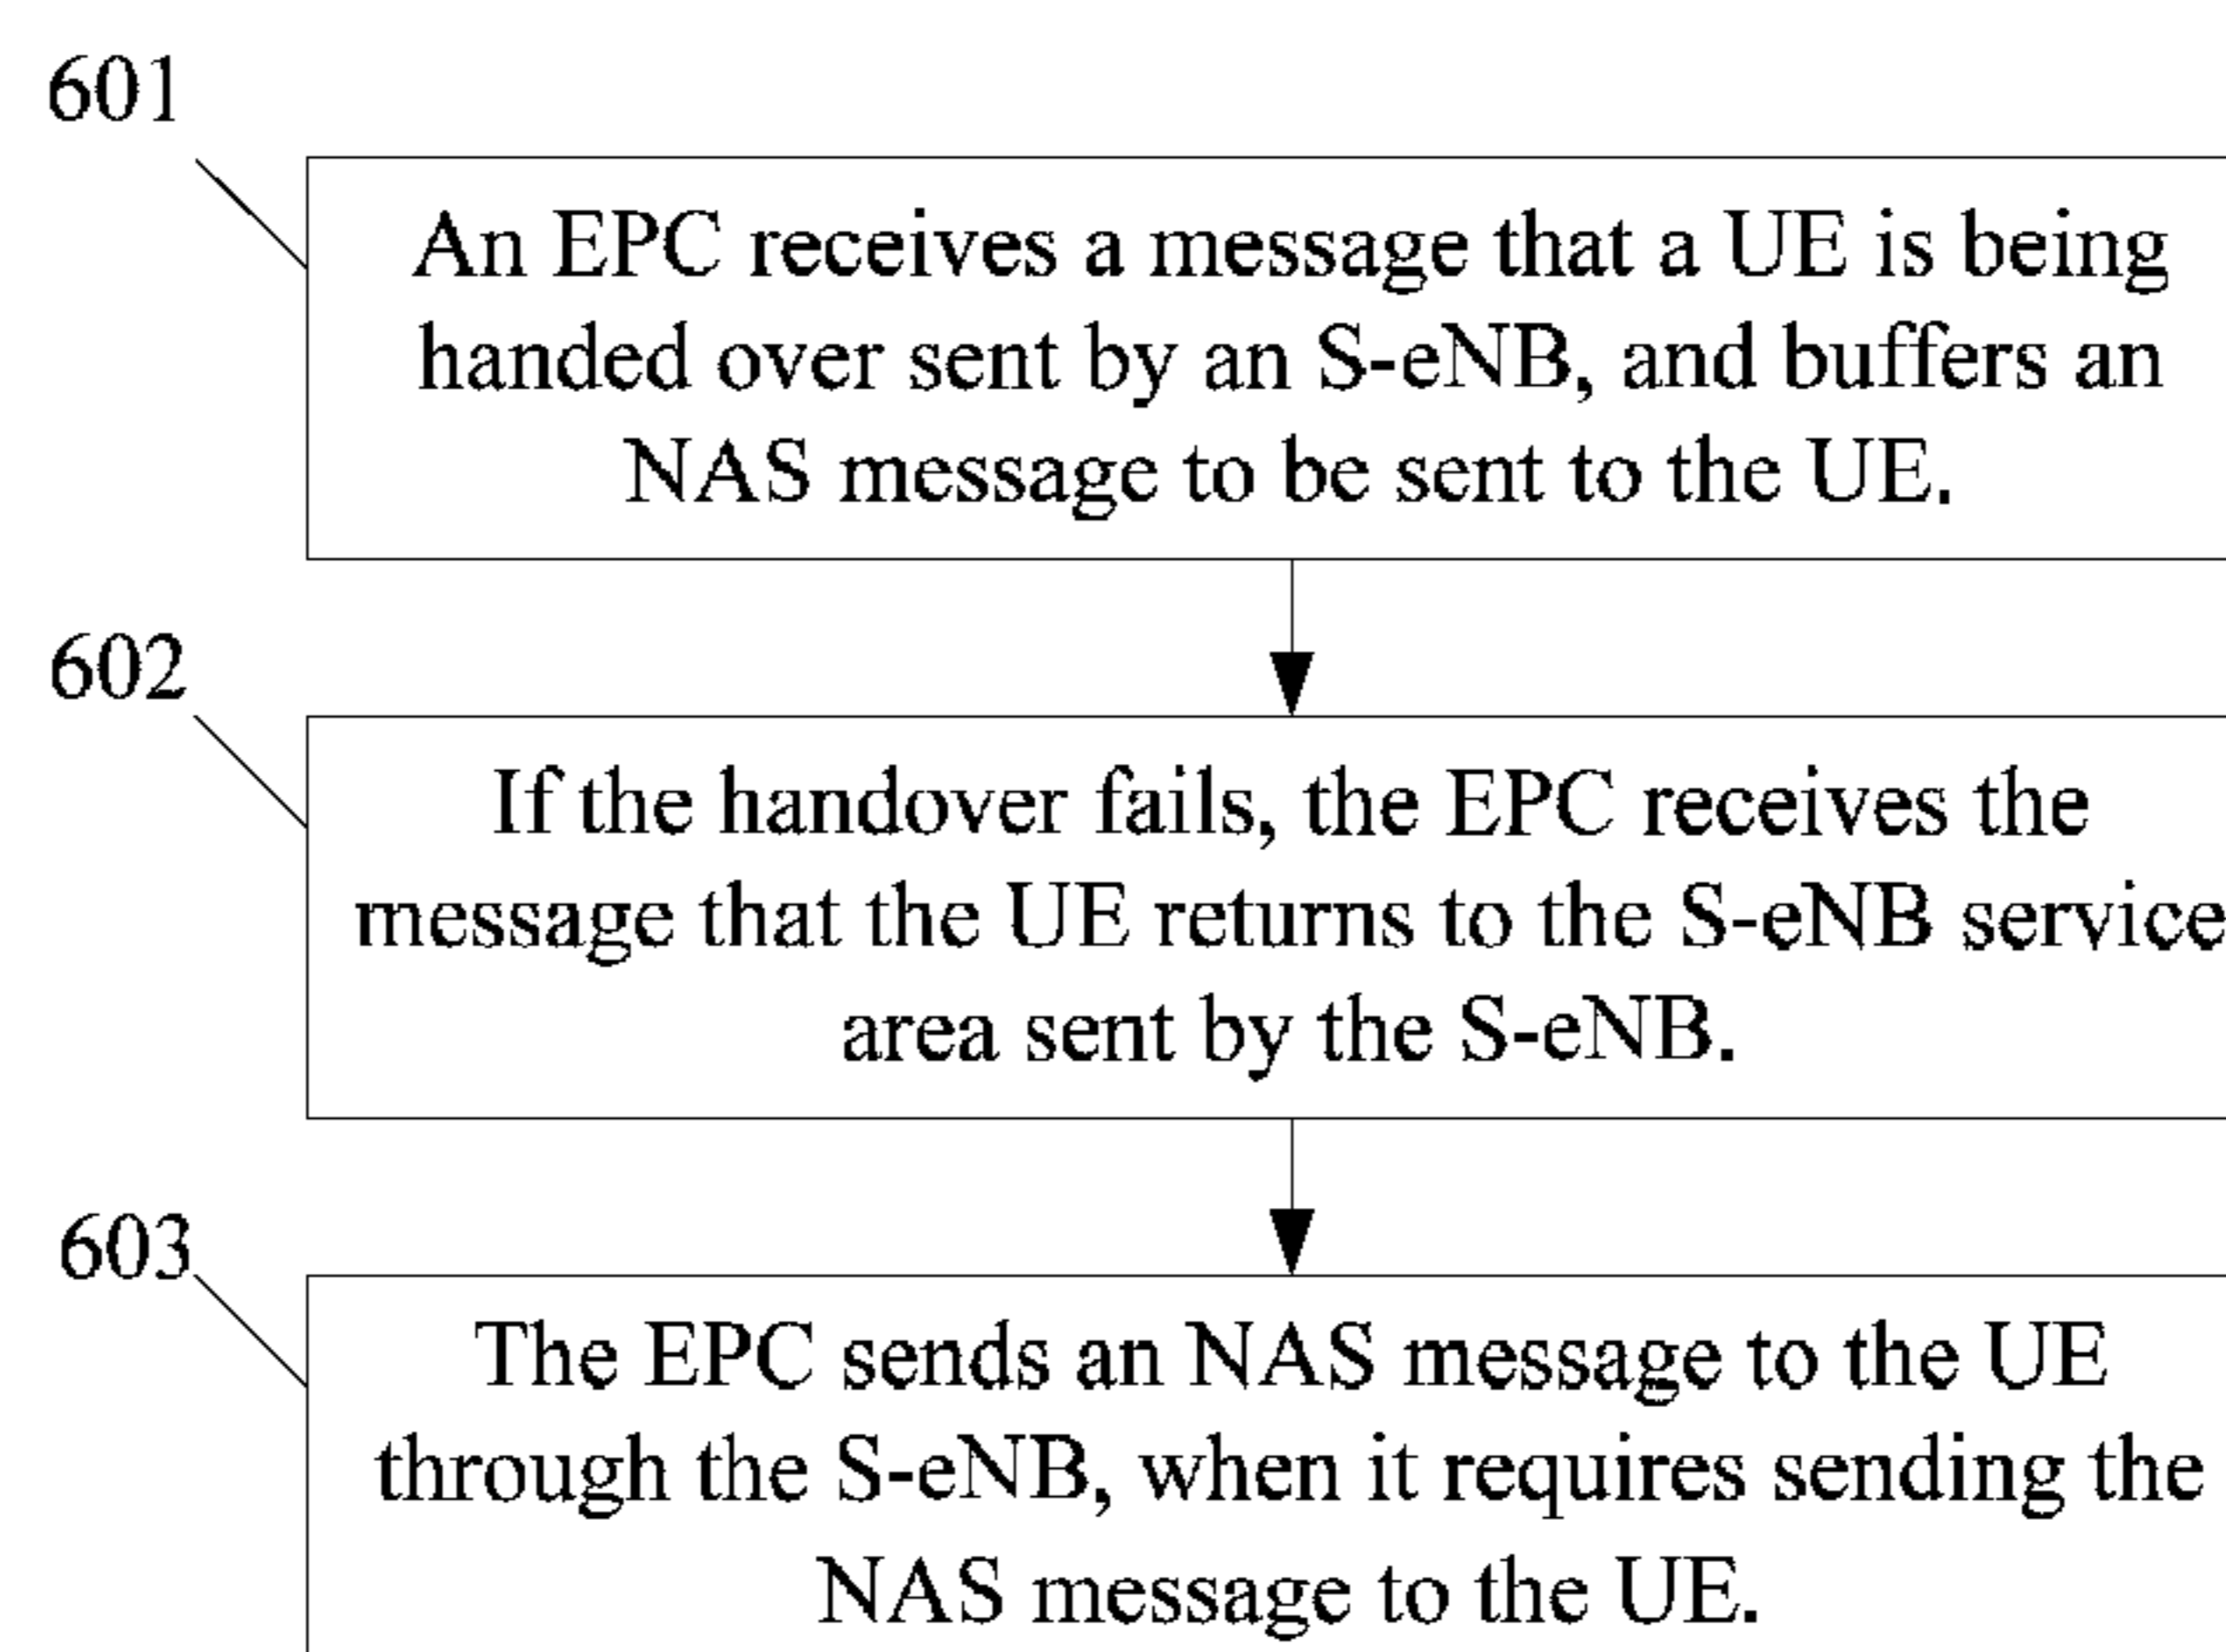 601
An EPC receives a message that a UE is being
handed over sent by an S-eNB, and buffers an
NAS message to be sent to the UE.
602
If the handover fails, the EPC receives the
message that the UE returns to the S-eNB service
area sent by the S-eNB.
603
The EPC sends an NAS message to the UE
through the S-eNB, when it requires sending the
NAS message to the UE.